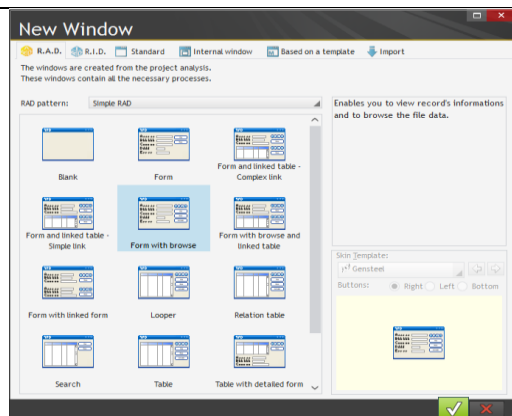 New Window
R.A.D. R.I.D. Standard Internal window Based on a template Import
The windows are created from the project analysis.
These windows contain all the necessary processes.
RAD pattern: Simple RAD
Enables you to view record's informations
and to browse the file data.
Blank
Form
Form and linked table -
Complex link
Form and linked table -
Simple link
Form with browse
Form with browse and
linked table
Form with linked form
Looper
Relation table
Search
Table
Table with detailed form
Skin Template:
Gensteel
Buttons: Right Left Bottom